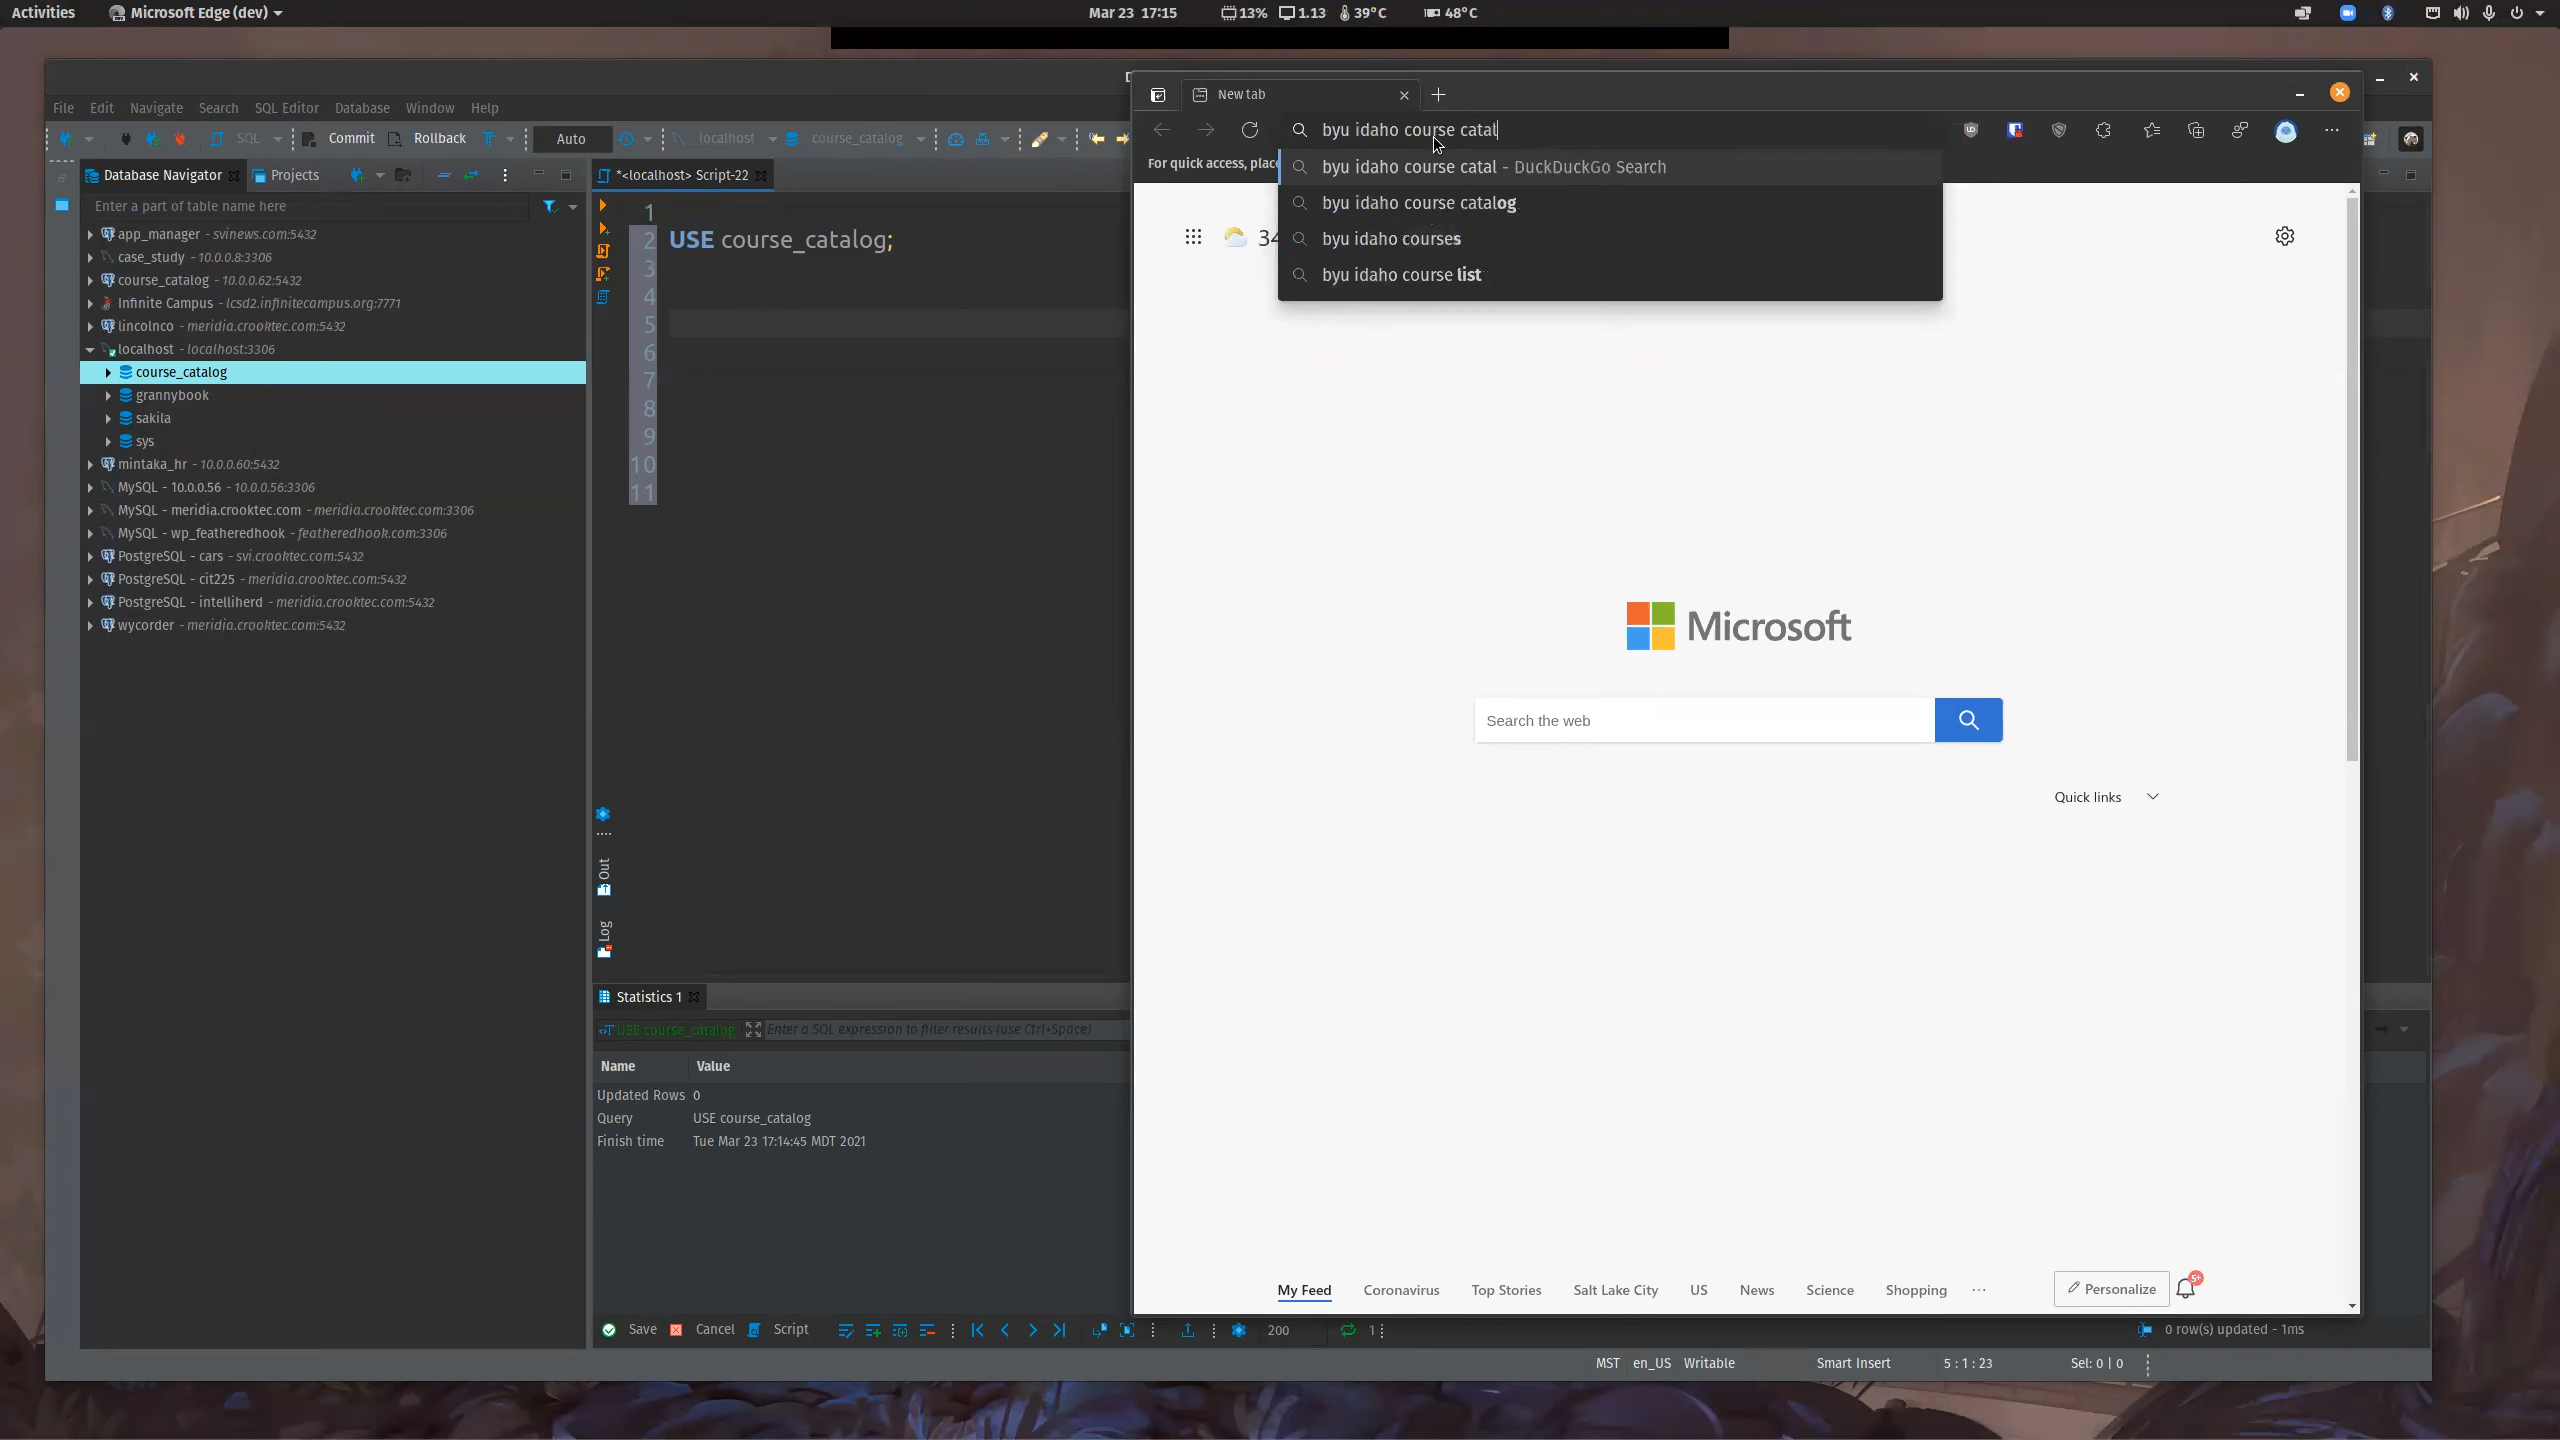 Activities
Microsoft Edge (dev)
Mar 23 17:15
13%
1.13
39°C
48°C
File Edit Navigate Search SQL Editor Database Window Help
SQL
Commit
Rollback
Auto
localhost
course_catalog
Database Navigator
Projects
Enter a part of table name here
app_manager - svinews.com:5432
case_study - 10.0.0.8:3306
course_catalog - 10.0.0.62:5432
Infinite Campus - lcsd2.infinitecampus.org:7771
lincolnco - meridia.crooktec.com:5432
localhost - localhost:3306
course_catalog
grannybook
sakila
sys
mintaka_hr - 10.0.0.60:5432
MySQL - 10.0.0.56 - 10.0.0.56:3306
MySQL - meridia.crooktec.com - meridia.crooktec.com:3306
MySQL - wp_featheredhook - featheredhook.com:3306
PostgreSQL - cars - svi.crooktec.com:5432
PostgreSQL - cit225 - meridia.crooktec.com:5432
PostgreSQL - intelliherd - meridia.crooktec.com:5432
wycorder - meridia.crooktec.com:5432
*<localhost> Script-22
1
2 USE course_catalog;
3
4
5
6
7
8
9
10
11
Out
Log
Statistics 1
USE course_catalog
Enter a SQL expression to filter results (use Ctrl+Space)
Name Value
Updated Rows 0
Query USE course_catalog
Finish time Tue Mar 23 17:14:45 MDT 2021
Save
Cancel
Script
200
1
0 row(s) updated - 1ms
MST en_US Writable Smart Insert 5 : 1 : 23 Sel: 0 | 0
New tab
byu idaho course catal
For quick access, place
byu idaho course catal - DuckDuckGo Search
byu idaho course catalog
byu idaho courses
byu idaho course list
34
Microsoft
Search the web
Quick links
My Feed Coronavirus Top Stories Salt Lake City US News Science Shopping ...
Personalize
5+